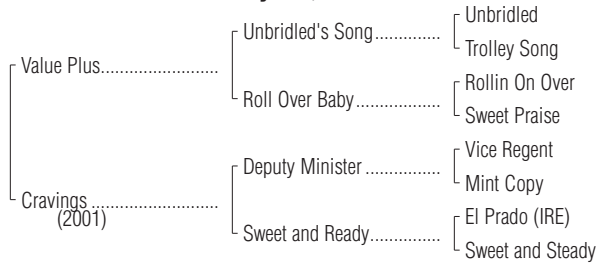 Unbridled
Unbridled's Song..............
Trolley Song
Value Plus........................
Rollin On Over
Roll Over Baby.................
Sweet Praise
Vice Regent
Deputy Minister...............
Mint Copy
Cravings..........................
(2001)
El Prado (IRE)
Sweet and Ready..............
Sweet and Steady